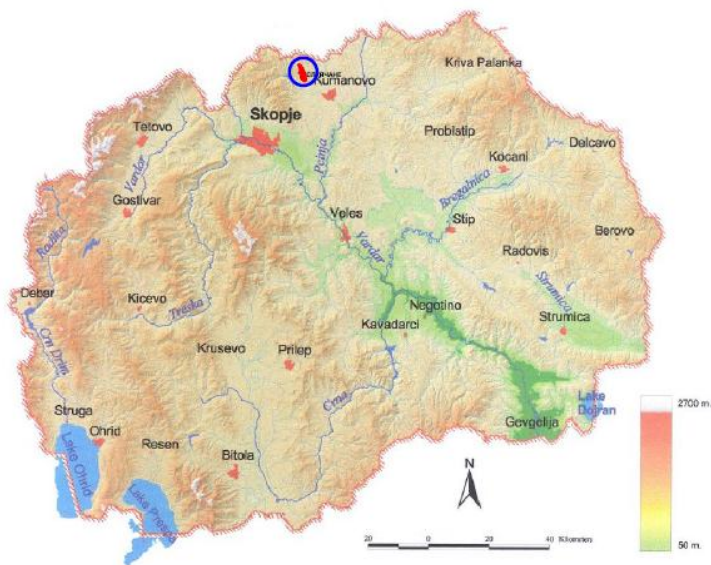 Kriva Palanka
Kumanovo
Skopje
Tetovo
Probistip
Delcevo
Pcinja
Kocani
Vardar
Bregalnica
Gostivar
Veles
Stip
Berovo
Radika
Vardar
Radovis
Debar
Kicevo
Treska
Strumica
Negotino
Kavadarci
Strumica
Crn Drim
Krusevo
Prilep
Crna
Lake
Dojran
2700 m.
Struga
Ohrid
Resen
Gevgelija
Lake Ohrid
Bitola
N
Lake Prespa
20 0 20 40 Kilometers
50 m.